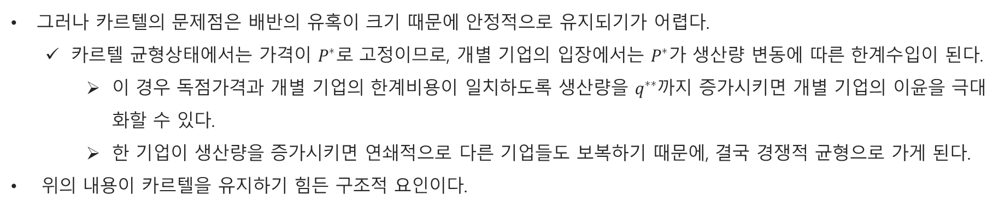 • 그러나 카르텔의 문제점은 배반의 유혹이 크기 때문에 안정적으로 유지되기가 어렵다.
✓ 카르텔 균형상태에서는 가격이 P*로 고정이므로, 개별 기업의 입장에서는 P*가 생산량 변동에 따른 한계수입이 된다.
➢ 이 경우 독점가격과 개별 기업의 한계비용이 일치하도록 생산량을 q**까지 증가시키면 개별 기업의 이윤을 극대
화할 수 있다.
➢ 한 기업이 생산량을 증가시키면 연쇄적으로 다른 기업들도 보복하기 때문에, 결국 경쟁적 균형으로 가게 된다.
• 위의 내용이 카르텔을 유지하기 힘든 구조적 요인이다.